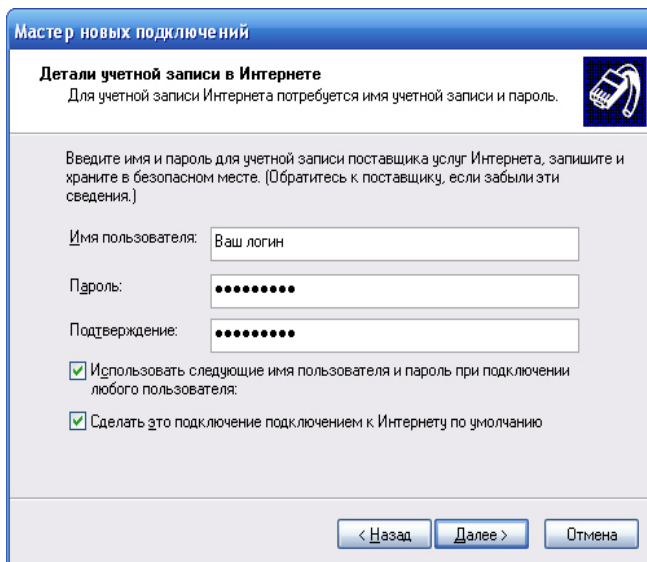 Мастер новых подключений
Детали учетной записи в Интернете
Для учетной записи Интернета потребуется имя учетной записи и пароль.
Введите имя и пароль для учетной записи поставщика услуг Интернета, запишите и
храните в безопасном месте. (Обратитесь к поставщику, если забыли эти
сведения.)
Имя пользователя: Ваш логин
Пароль: ●●●●●●●●●
Подтверждение: ●●●●●●●●●
Использовать следующие имя пользователя и пароль при подключении
любого пользователя:
Сделать это подключение подключением к Интернету по умолчанию
< Назад Далее > Отмена